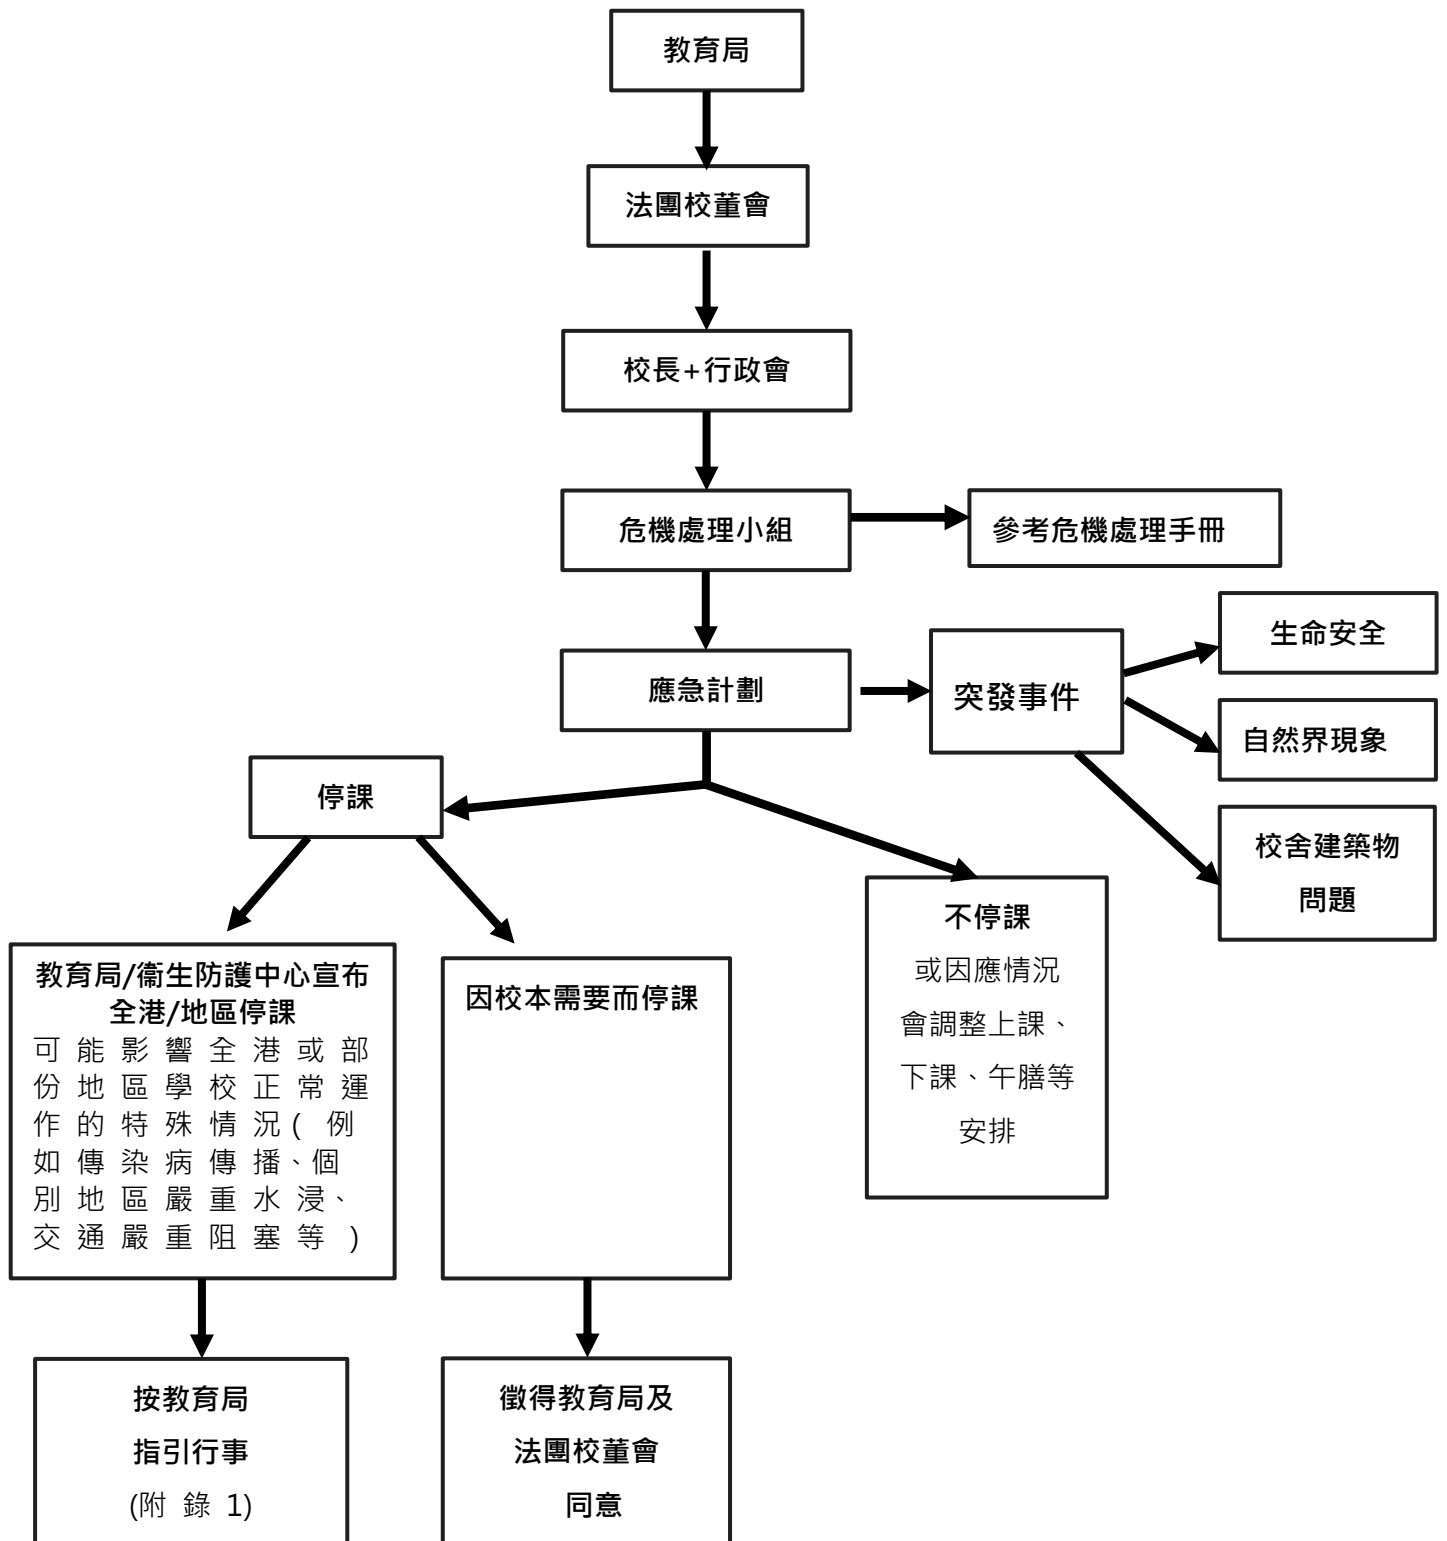 教育局
法團校董會
校長+行政會
危機處理小組
參考危機處理手冊
應急計劃
突發事件
生命安全
自然界現象
校舍建築物
問題
停課
不停課
或因應情況
會調整上課、
下課、午膳等
安排
教育局/衞生防護中心宣布
全港/地區停課
可能影響全港或部
份地區學校正常運
作的特殊情況( 例
如傳染病傳播、個
別地區嚴重水浸、
交通嚴重阻塞等 )
因校本需要而停課
按教育局
指引行事
(附 錄 1)
徵得教育局及
法團校董會
同意